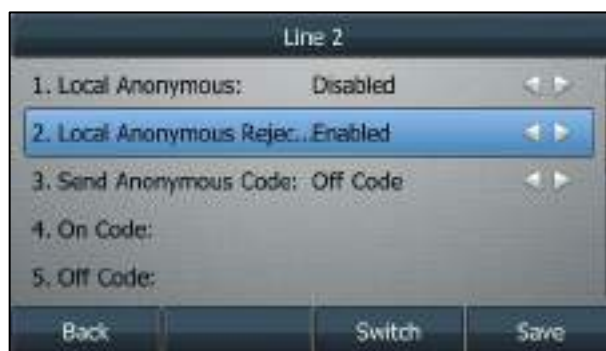 Line 2
1. Local Anonymous: Disabled
2. Local Anonymous Rejec.. Enabled
3. Send Anonymous Code: Off Code
4. On Code:
5. Off Code:
Back Switch Save